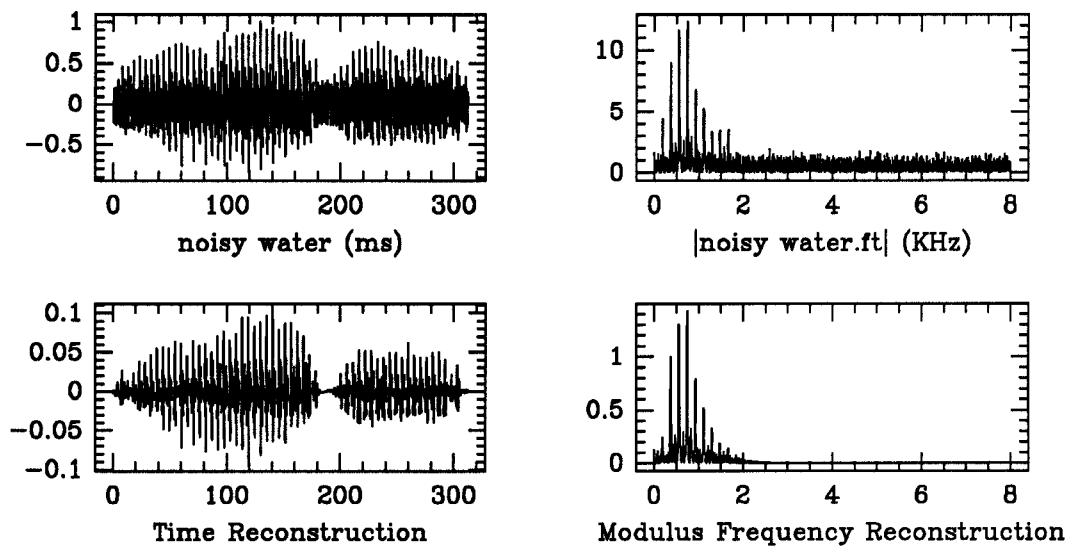 1
0.5
0
−0.5
0 100 200 300
noisy water (ms)
10
5
0
0 2 4 6 8
|noisy water.ft| (KHz)
0.1
0.05
0
−0.05
−0.1
0 100 200 300
Time Reconstruction
1
0.5
0
0 2 4 6 8
Modulus Frequency Reconstruction